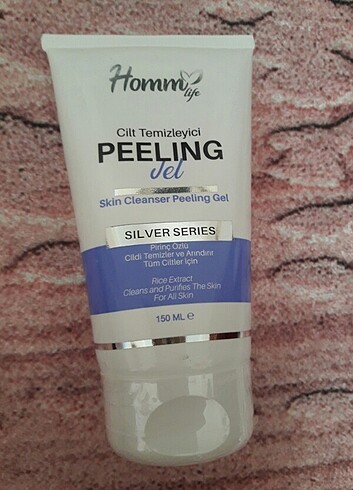 Homm
life
Cilt Temizleyici
PEELING
Jel
Skin Cleanser Peeling Gel
SILVER SERIES
Pirinç Özlü
Cildi Temizler ve Arındırır
Tüm Ciltler İçin
Rice Extract
Cleans and Purifies The Skin
For All Skin
150 ML ℮